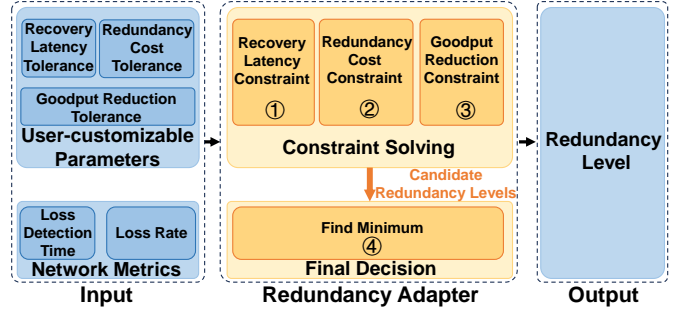 Recovery
Latency
Tolerance
Redundancy
Cost
Tolerance
Goodput Reduction
Tolerance
User-customizable
Parameters
Loss
Detection
Time
Loss Rate
Network Metrics
Input
Recovery
Latency
Constraint
①
Redundancy
Cost
Constraint
②
Goodput
Reduction
Constraint
③
Constraint Solving
Candidate
Redundancy Levels
Find Minimum
④
Final Decision
Redundancy Adapter
Redundancy
Level
Output